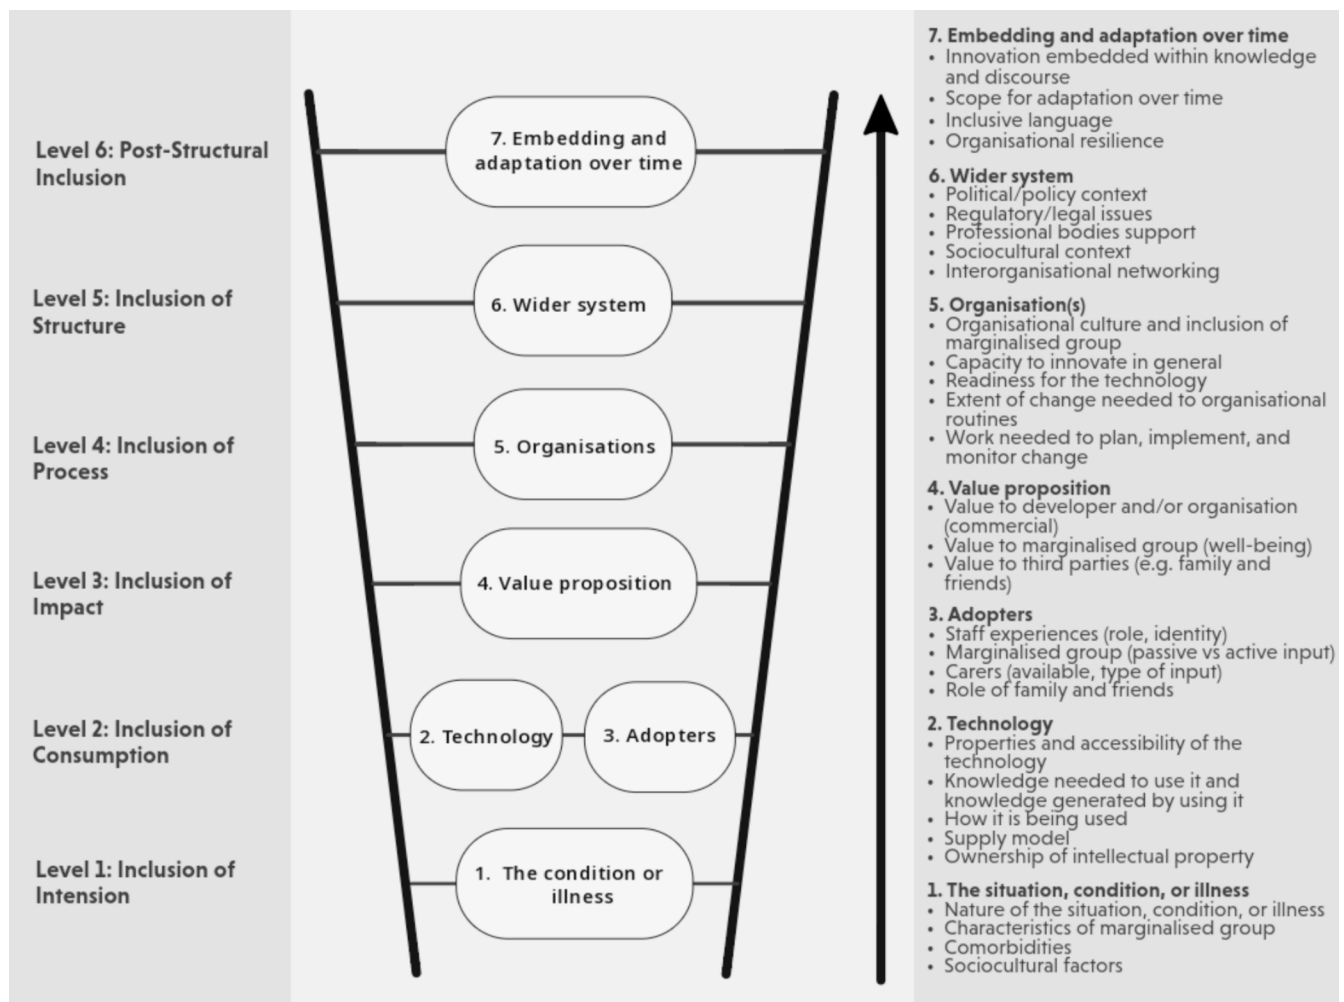 Level 6: Post-Structural
Inclusion
Level 5: Inclusion of
Structure
Level 4: Inclusion of
Process
Level 3: Inclusion of
Impact
Level 2: Inclusion of
Consumption
Level 1: Inclusion of
Intension
7. Embedding and
adaptation over time
6. Wider system
5. Organisations
4. Value proposition
2. Technology
3. Adopters
1. The condition or
illness
7. Embedding and adaptation over time
• Innovation embedded within knowledge
and discourse
• Scope for adaptation over time
• Inclusive language
• Organisational resilience
6. Wider system
• Political/policy context
• Regulatory/legal issues
• Professional bodies support
• Sociocultural context
• Interorganisational networking
5. Organisation(s)
• Organisational culture and inclusion of
marginalised group
• Capacity to innovate in general
• Readiness for the technology
• Extent of change needed to organisational
routines
• Work needed to plan, implement, and
monitor change
4. Value proposition
• Value to developer and/or organisation
(commercial)
• Value to marginalised group (well-being)
• Value to third parties (e.g. family and
friends)
3. Adopters
• Staff experiences (role, identity)
• Marginalised group (passive vs active input)
• Carers (available, type of input)
• Role of family and friends
2. Technology
• Properties and accessibility of the
technology
• Knowledge needed to use it and
knowledge generated by using it
• How it is being used
• Supply model
• Ownership of intellectual property
1. The situation, condition, or illness
• Nature of the situation, condition, or illness
• Characteristics of marginalised group
• Comorbidities
• Sociocultural factors